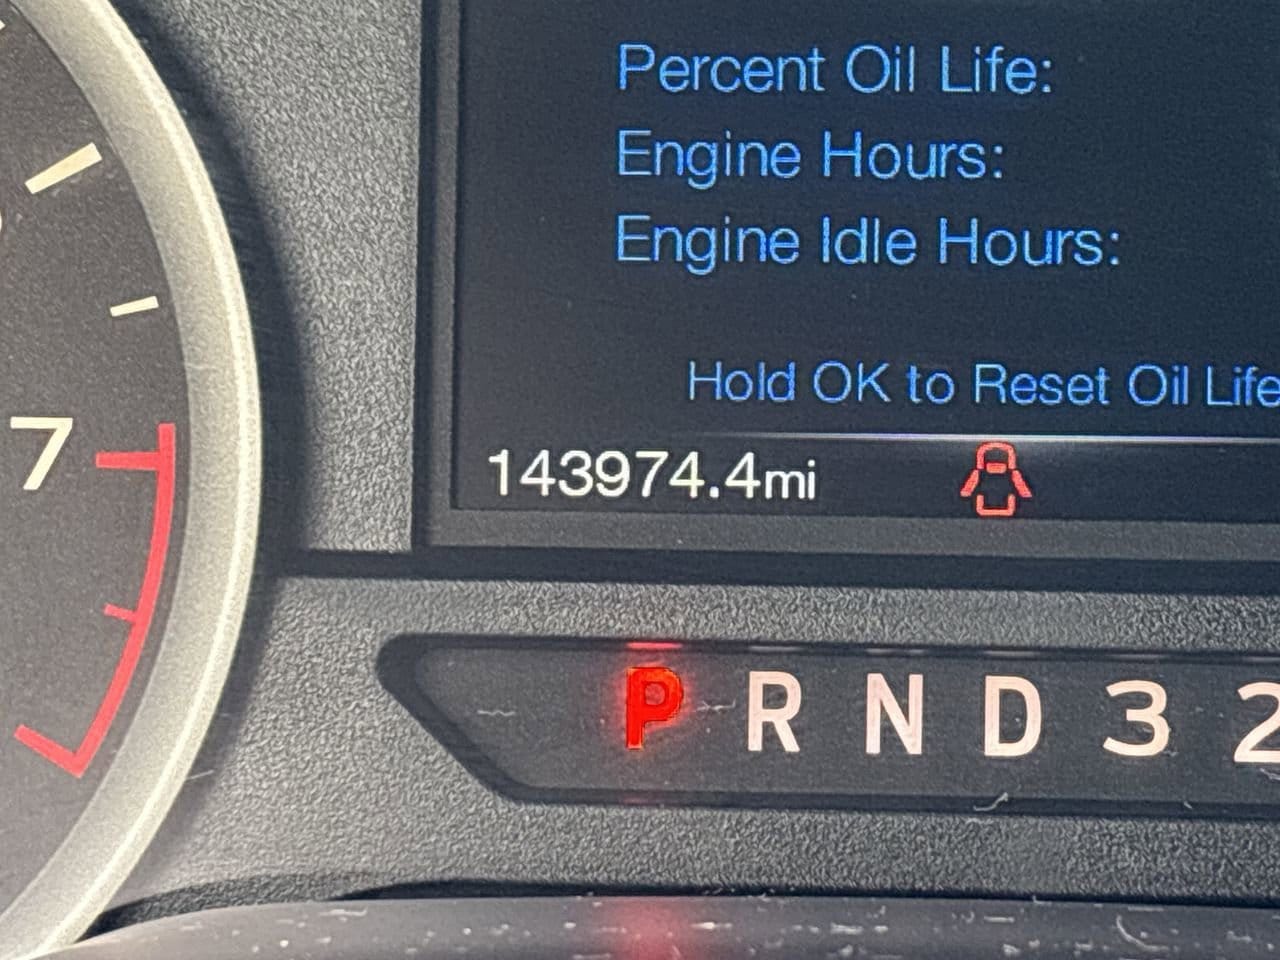 Percent Oil Life:
Engine Hours:
Engine Idle Hours:
Hold OK to Reset Oil Life
143974.4mi
7
P R N D 3 2